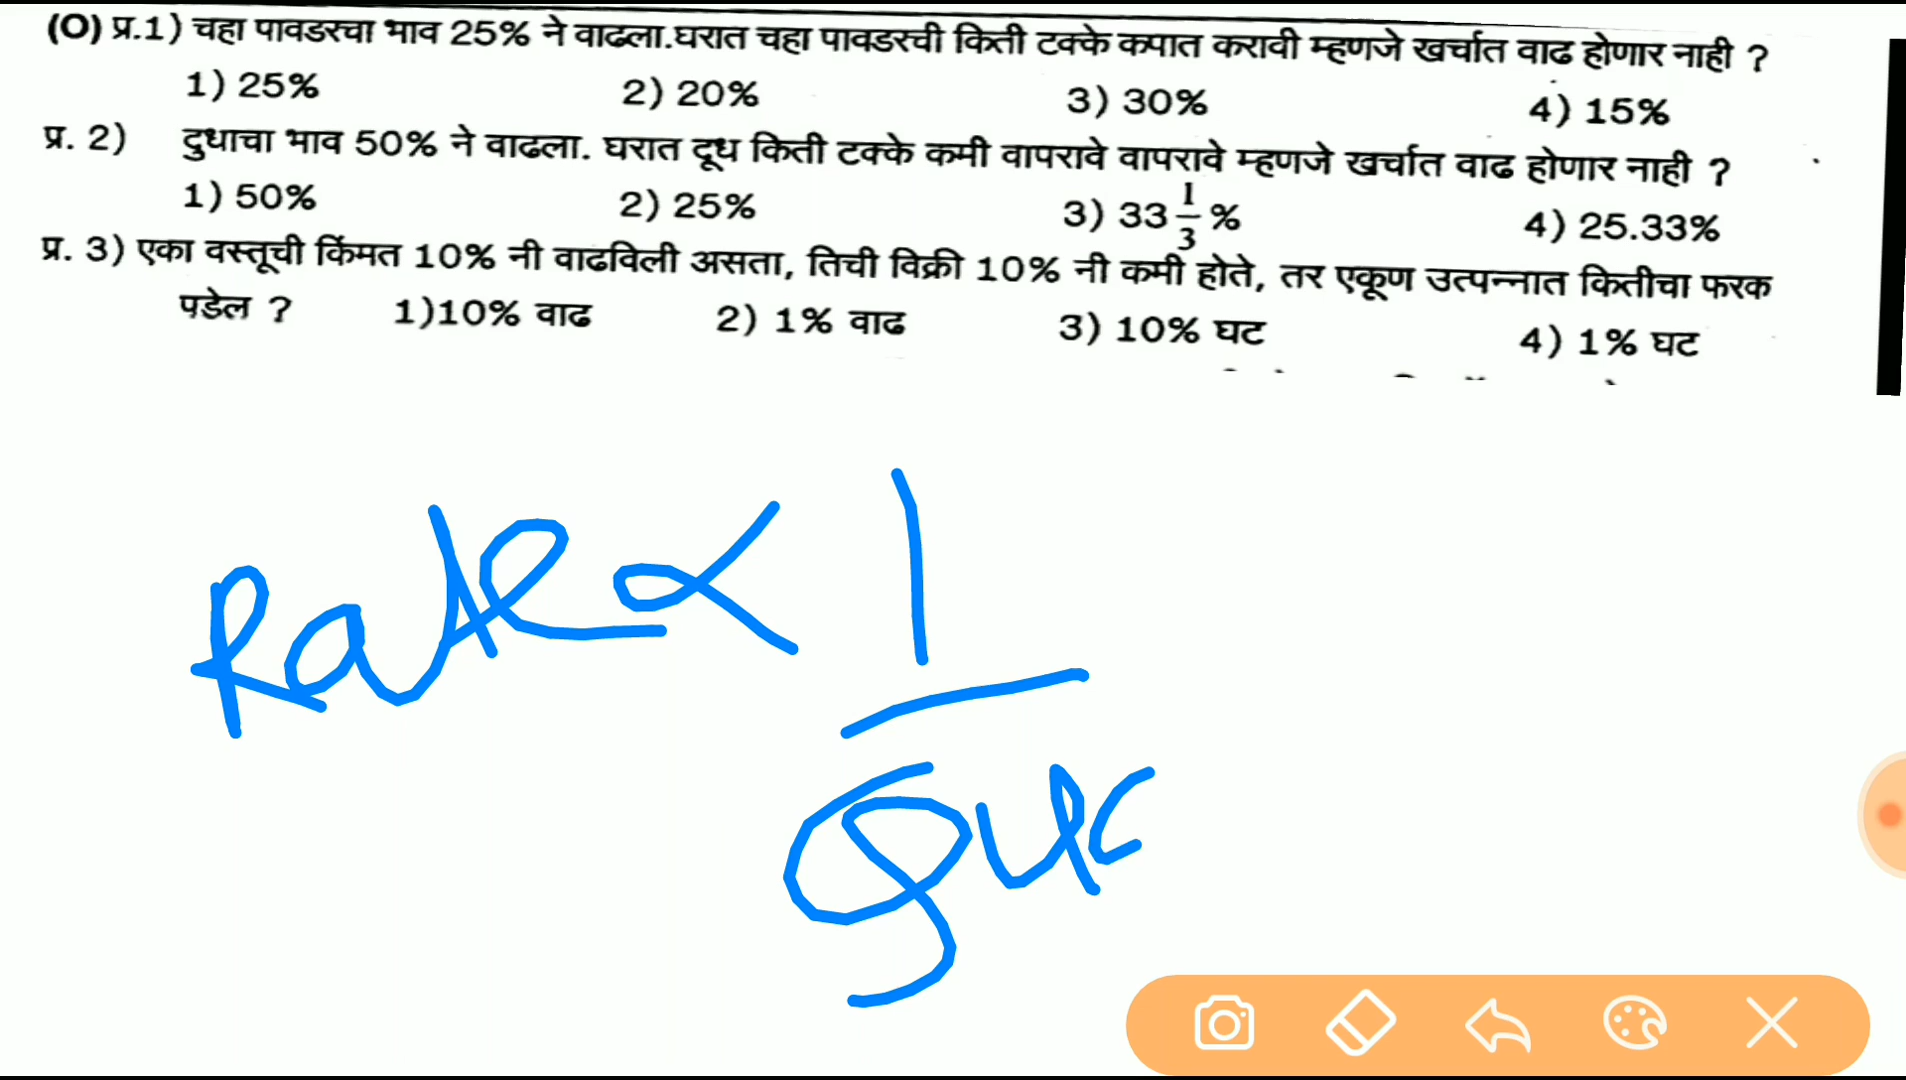 (O) प्र.1) चहा पावडरचा भाव 25% ने वाढला.घरात चहा पावडरची किती टक्के कपात करावी म्हणजे खर्चात वाढ होणार नाही ?
1) 25% 2) 20% 3) 30% 4) 15%
प्र. 2) दुधाचा भाव 50% ने वाढला. घरात दूध किती टक्के कमी वापरावे वापरावे म्हणजे खर्चात वाढ होणार नाही ?
1) 50% 2) 25% 3) 33 1/3 % 4) 25.33%
प्र. 3) एका वस्तूची किंमत 10% नी वाढविली असता, तिची विक्री 10% नी कमी होते, तर एकूण उत्पन्नात कितीचा फरक
पडेल ? 1)10% वाढ 2) 1% वाढ 3) 10% घट 4) 1% घट
Rate ∝ 1